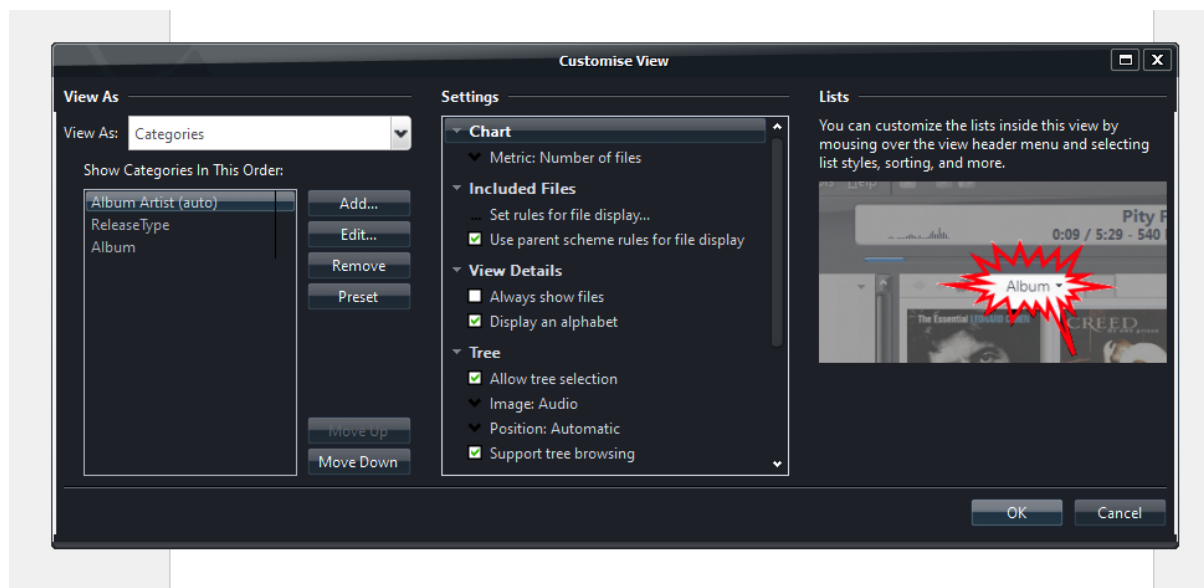 Customise View
View As
View As:
Categories
Show Categories In This Order:
Album Artist (auto)
ReleaseType
Album
Add...
Edit...
Remove
Preset
Move Up
Move Down
Settings
Chart
Metric: Number of files
Included Files
... Set rules for file display...
Use parent scheme rules for file display
View Details
Always show files
Display an alphabet
Tree
Allow tree selection
Image: Audio
Position: Automatic
Support tree browsing
Lists
You can customize the lists inside this view by
mousing over the view header menu and selecting
list styles, sorting, and more.
Help
Pity
0:09 / 5:29 - 540
Album
The Essential LEONARD COHEN
CREED
OK
Cancel